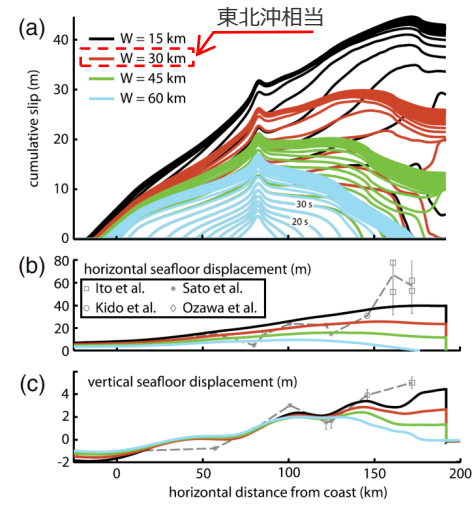 東北沖相当
(a)
W = 15 km
W = 30 km
W = 45 km
W = 60 km
cumulative slip (m)
40
30
20
10
0
30 s
20 s
(b)
horizontal seafloor displacement (m)
Ito et al.
Sato et al.
Kido et al.
Ozawa et al.
80
60
40
20
0
(c)
vertical seafloor displacement (m)
4
2
0
-2
0
50
100
150
200
horizontal distance from coast (km)